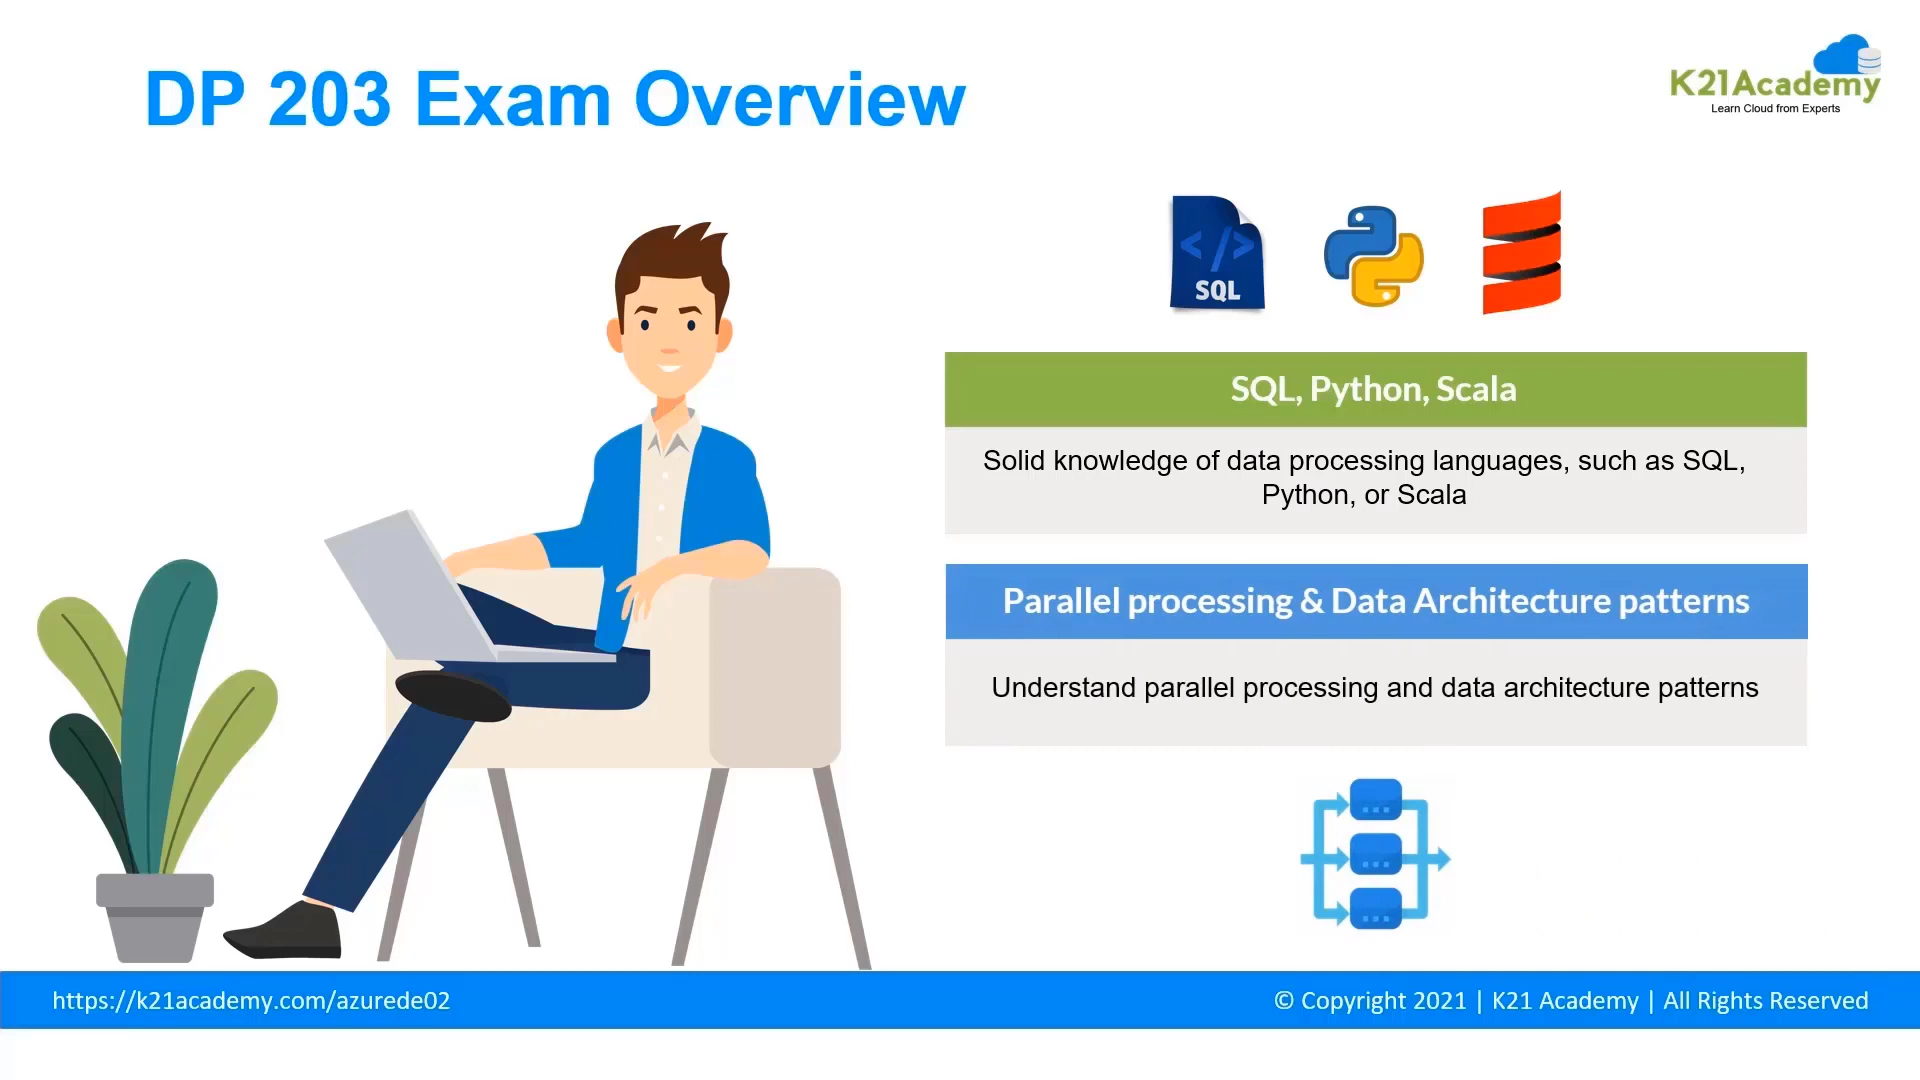 DP 203 Exam Overview
K21Academy
Learn Cloud from Experts
</>
SQL
SQL, Python, Scala
Solid knowledge of data processing languages, such as SQL,
Python, or Scala
Parallel processing & Data Architecture patterns
Understand parallel processing and data architecture patterns
https://k21academy.com/azurede02
© Copyright 2021 | K21 Academy | All Rights Reserved